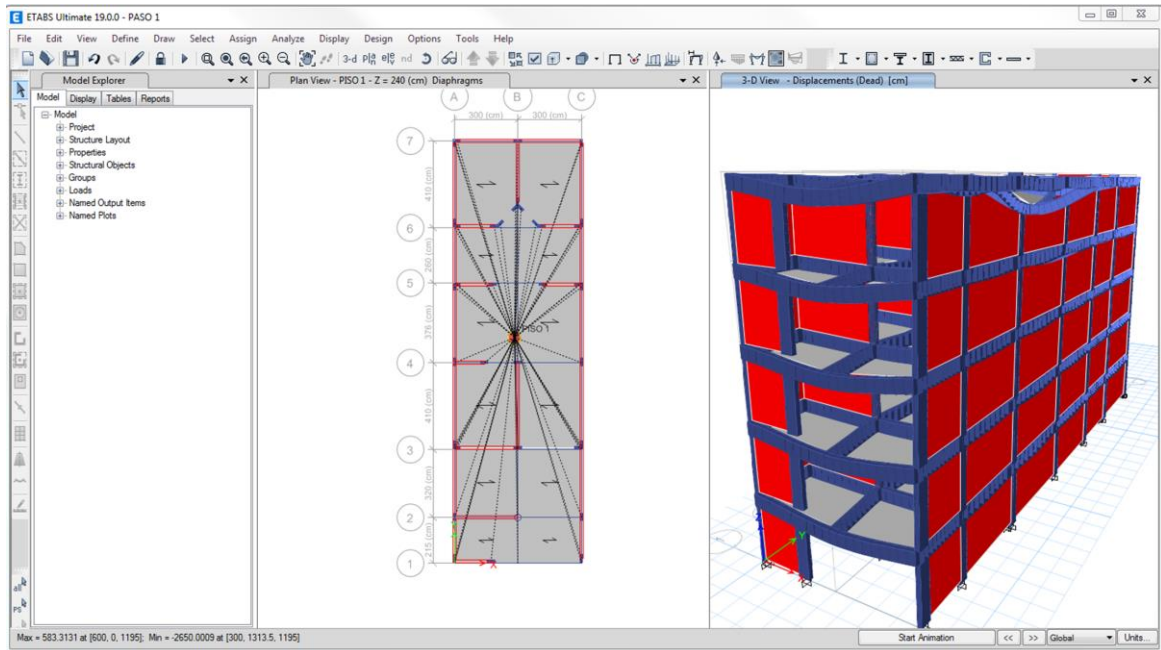 ETABS Ultimate 19.0.0 - PASO 1
File Edit View Define Draw Select Assign Analyze Display Design Options Tools Help
3-d nd
Model Explorer
Model Display Tables Reports
Model
Project
Structure Layout
Properties
Structural Objects
Groups
Loads
Named Output Items
Named Plots
all
ps
Plan View - PISO 1 - Z = 240 (cm) Diaphragms
A B C
300 (cm) 300 (cm)
7
410 (cm)
6
260 (cm)
5
376 (cm)
PISO 1
4
410 (cm)
3
320 (cm)
2
215 (cm)
1
X
3-D View - Displacements (Dead) [cm]
Z
Y
X
Max = 583.3131 at [600, 0, 1195]; Min = -2650.0009 at [300, 1313.5, 1195]
Start Animation << >> Global Units...